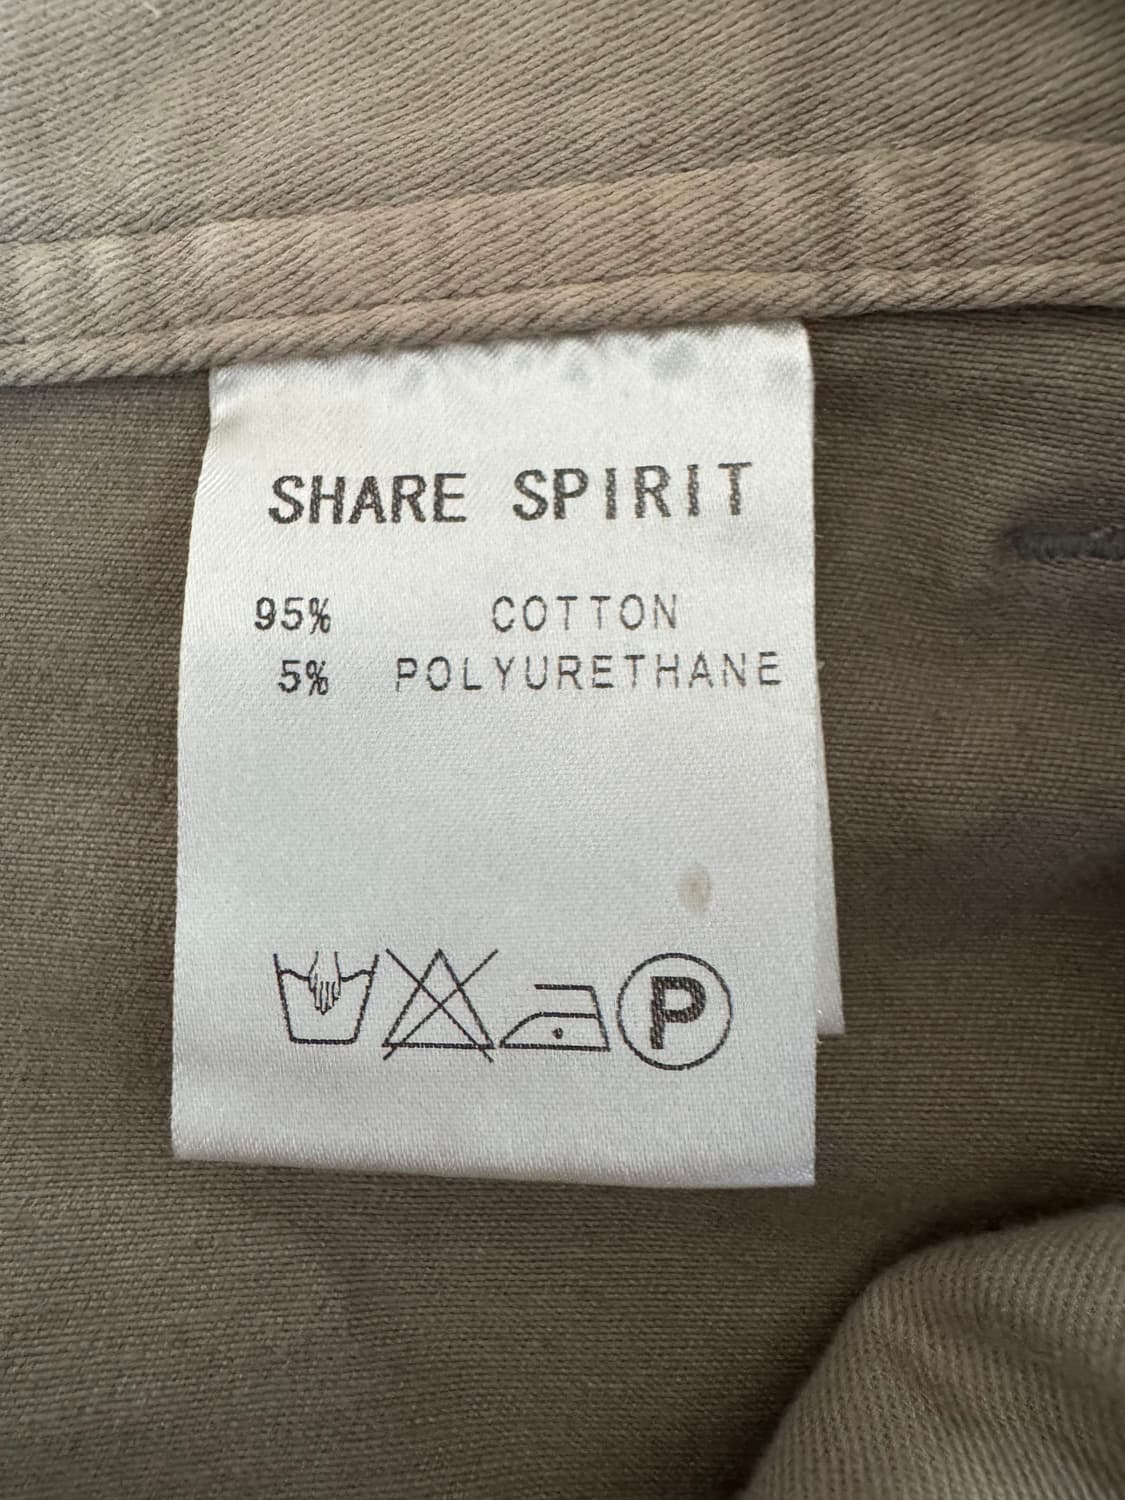 SHARE SPIRIT
95% COTTON
5% POLYURETHANE
P